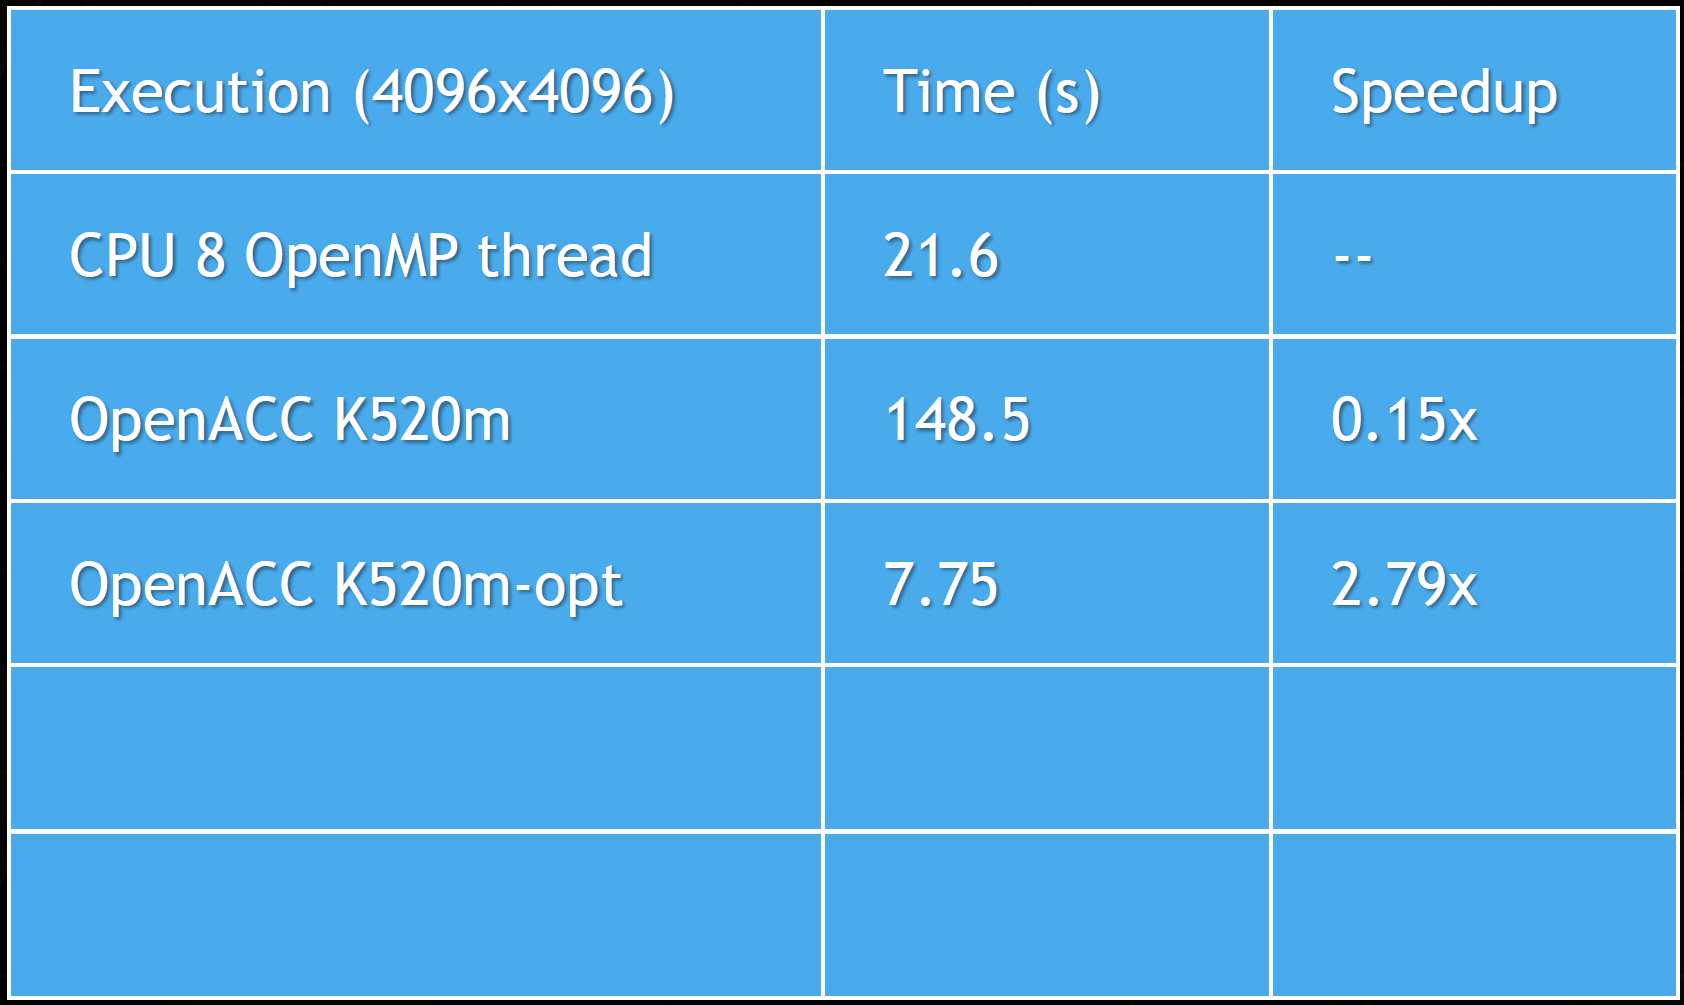 Execution (4096x4096) Time (s) Speedup
CPU 8 OpenMP thread 21.6 --
OpenACC K520m 148.5 0.15x
OpenACC K520m-opt 7.75 2.79x